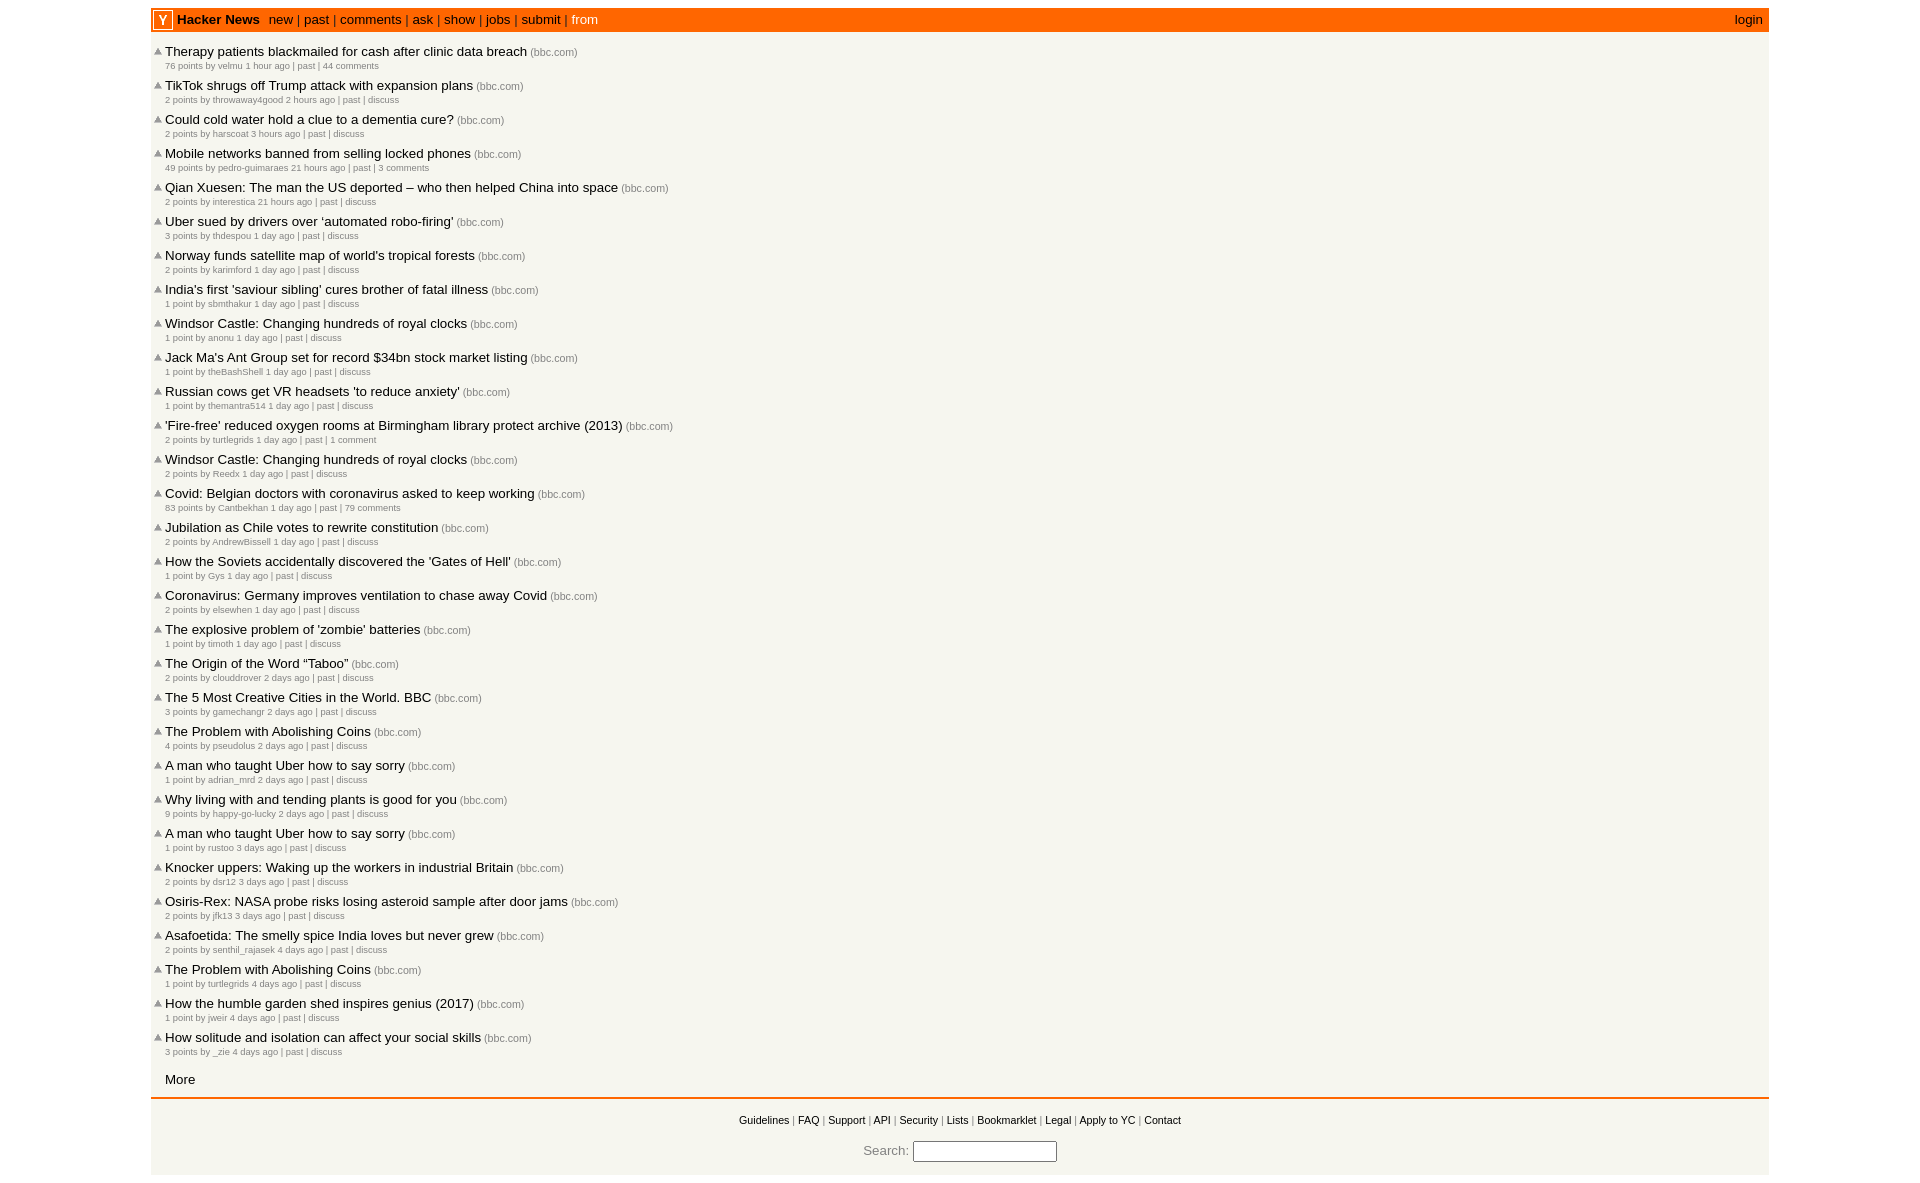 Y Hacker News new | past | comments | ask | show | jobs | submit | from login
Therapy patients blackmailed for cash after clinic data breach (bbc.com)
76 points by velmu 1 hour ago | past | 44 comments
TikTok shrugs off Trump attack with expansion plans (bbc.com)
2 points by throwaway4good 2 hours ago | past | discuss
Could cold water hold a clue to a dementia cure? (bbc.com)
2 points by harscoat 3 hours ago | past | discuss
Mobile networks banned from selling locked phones (bbc.com)
49 points by pedro-guimaraes 21 hours ago | past | 3 comments
Qian Xuesen: The man the US deported – who then helped China into space (bbc.com)
2 points by interestica 21 hours ago | past | discuss
Uber sued by drivers over ‘automated robo-firing' (bbc.com)
3 points by thdespou 1 day ago | past | discuss
Norway funds satellite map of world's tropical forests (bbc.com)
2 points by karimford 1 day ago | past | discuss
India's first 'saviour sibling' cures brother of fatal illness (bbc.com)
1 point by sbmthakur 1 day ago | past | discuss
Windsor Castle: Changing hundreds of royal clocks (bbc.com)
1 point by anonu 1 day ago | past | discuss
Jack Ma's Ant Group set for record $34bn stock market listing (bbc.com)
1 point by theBashShell 1 day ago | past | discuss
Russian cows get VR headsets 'to reduce anxiety' (bbc.com)
1 point by themantra514 1 day ago | past | discuss
'Fire-free' reduced oxygen rooms at Birmingham library protect archive (2013) (bbc.com)
2 points by turtlegrids 1 day ago | past | 1 comment
Windsor Castle: Changing hundreds of royal clocks (bbc.com)
2 points by Reedx 1 day ago | past | discuss
Covid: Belgian doctors with coronavirus asked to keep working (bbc.com)
83 points by Cantbekhan 1 day ago | past | 79 comments
Jubilation as Chile votes to rewrite constitution (bbc.com)
2 points by AndrewBissell 1 day ago | past | discuss
How the Soviets accidentally discovered the 'Gates of Hell' (bbc.com)
1 point by Gys 1 day ago | past | discuss
Coronavirus: Germany improves ventilation to chase away Covid (bbc.com)
2 points by elsewhen 1 day ago | past | discuss
The explosive problem of 'zombie' batteries (bbc.com)
1 point by timoth 1 day ago | past | discuss
The Origin of the Word “Taboo” (bbc.com)
2 points by clouddrover 2 days ago | past | discuss
The 5 Most Creative Cities in the World. BBC (bbc.com)
3 points by gamechangr 2 days ago | past | discuss
The Problem with Abolishing Coins (bbc.com)
4 points by pseudolus 2 days ago | past | discuss
A man who taught Uber how to say sorry (bbc.com)
1 point by adrian_mrd 2 days ago | past | discuss
Why living with and tending plants is good for you (bbc.com)
9 points by happy-go-lucky 2 days ago | past | discuss
A man who taught Uber how to say sorry (bbc.com)
1 point by rustoo 3 days ago | past | discuss
Knocker uppers: Waking up the workers in industrial Britain (bbc.com)
2 points by dsr12 3 days ago | past | discuss
Osiris-Rex: NASA probe risks losing asteroid sample after door jams (bbc.com)
2 points by jfk13 3 days ago | past | discuss
Asafoetida: The smelly spice India loves but never grew (bbc.com)
2 points by senthil_rajasek 4 days ago | past | discuss
The Problem with Abolishing Coins (bbc.com)
1 point by turtlegrids 4 days ago | past | discuss
How the humble garden shed inspires genius (2017) (bbc.com)
1 point by jweir 4 days ago | past | discuss
How solitude and isolation can affect your social skills (bbc.com)
3 points by _zie 4 days ago | past | discuss
More
Guidelines | FAQ | Support | API | Security | Lists | Bookmarklet | Legal | Apply to YC | Contact
Search: